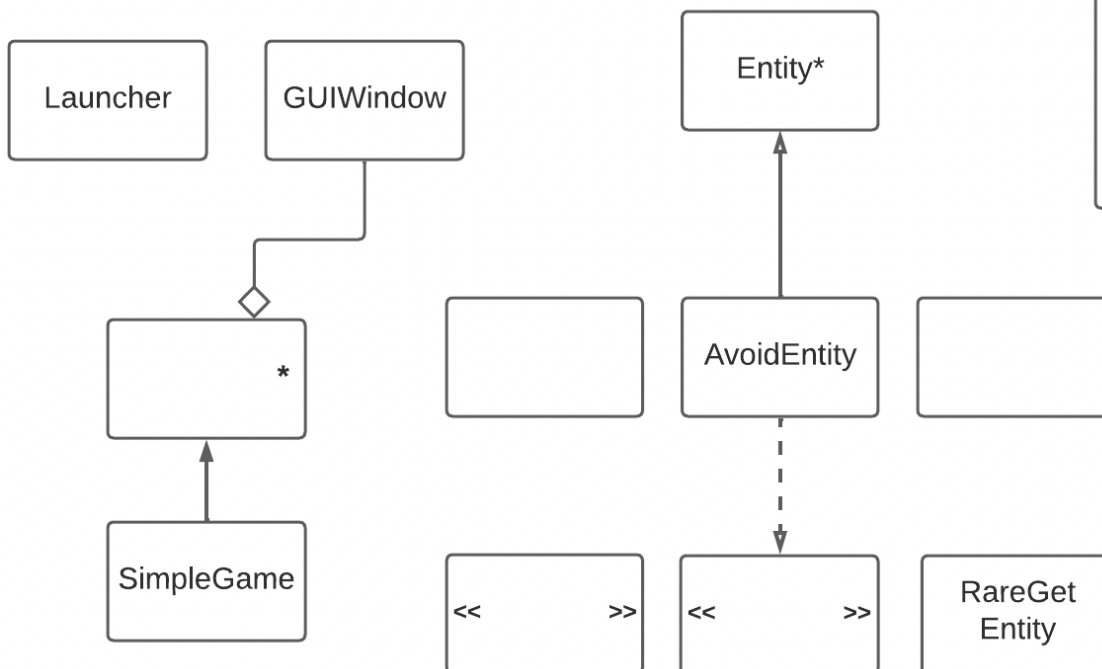 Entity*
Launcher
GUIWindow
AvoidEntity
*
SimpleGame
<< >>
<< >>
RareGet
Entity